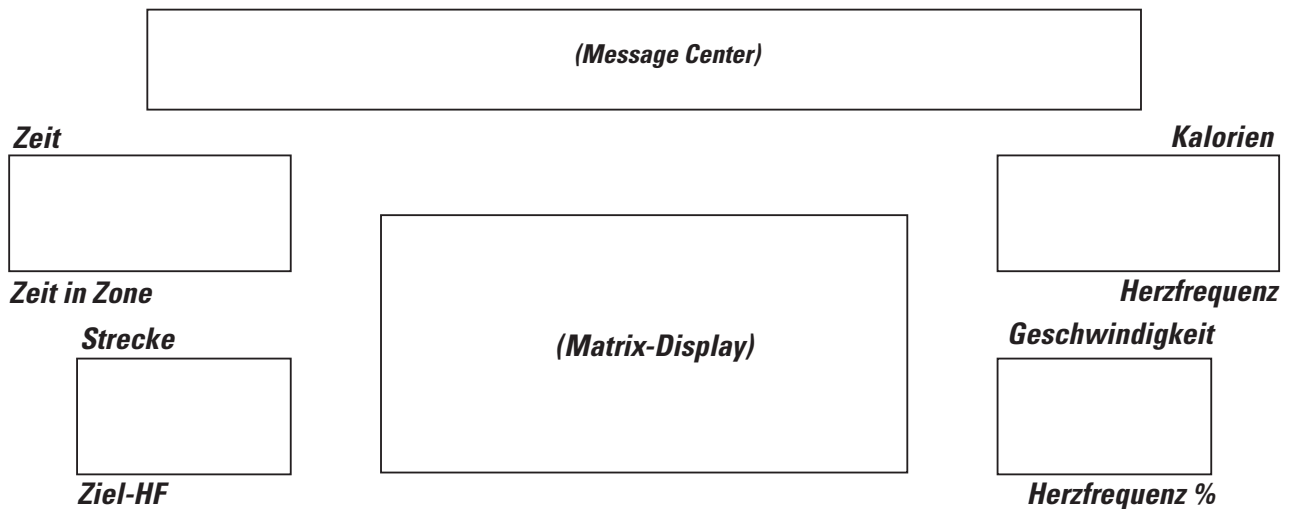 (Message Center)
Zeit
Kalorien
Zeit in Zone
Herzfrequenz
Strecke
(Matrix-Display)
Geschwindigkeit
Ziel-HF
Herzfrequenz %